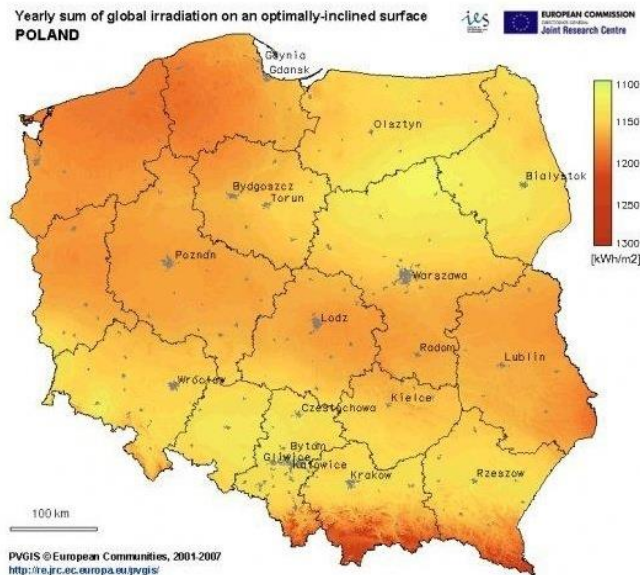 Yearly sum of global irradiation on an optimally-inclined surface
POLAND
ies
EUROPEAN COMMISSION
DIRECTORATE GENERAL
Joint Research Centre
Gdynia
Gdansk
Olsztyn
Bialystok
Bydgoszcz
Torun
Poznan
Warszawa
Lodz
Radom
Lublin
Wroclaw
Czestochowa
Kielce
Bytom
Gliwice
Katowice
Krakow
Rzeszow
1100
1150
1200
1250
1300
[kWh/m2]
100 km
PVGIS © European Communities, 2001-2007
http://re.jrc.ec.europa.eu/pvgis/